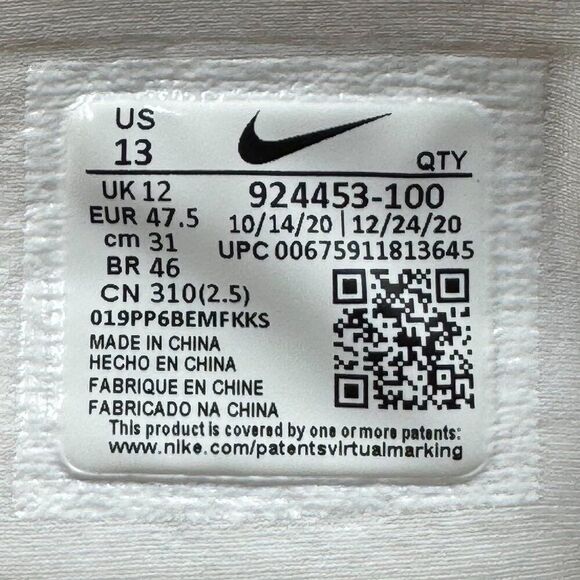 US
13
QTY
UK 12
EUR 47.5
cm 31
BR 46
CN 310(2.5)
924453-100
10/14/20 | 12/24/20
UPC 00675911813645
019PP6BEMFKKS
MADE IN CHINA
HECHO EN CHINA
FABRIQUE EN CHINE
FABRICADO NA CHINA
This product is covered by one or more patents:
www.nike.com/patentsvirtualmarking